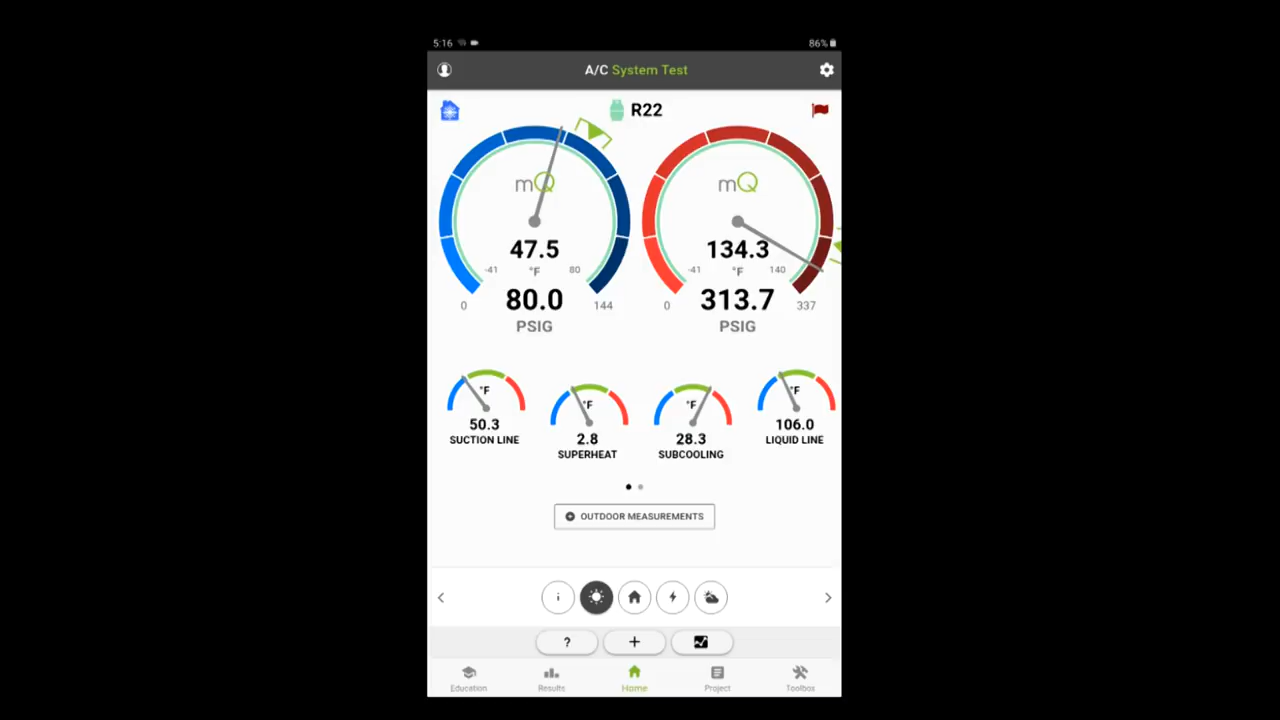 5:16
86%
A/C System Test
R22
mQ
mQ
47.5
134.3
-41 °F 80
-41 °F 140
0 80.0 144
0 313.7 337
PSIG
PSIG
°F
°F
°F
°F
50.3
2.8
28.3
106.0
SUCTION LINE
SUPERHEAT
SUBCOOLING
LIQUID LINE
OUTDOOR MEASUREMENTS
i
?
+
Education
Results
Home
Project
Toolbox